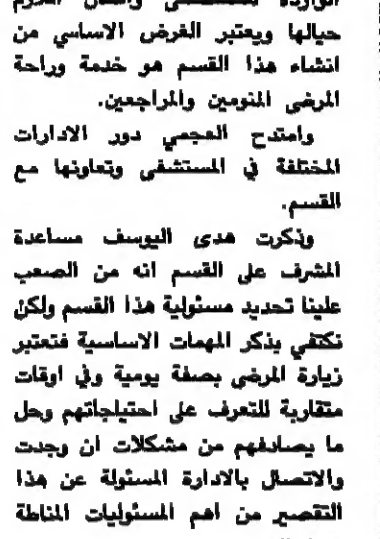 حيالها ويعتبر الغرض الاساسي من
انشاء هذا القسم هو خدمة وراحة
المرضى المنومين والمراجعين.
وامتدح العجمي دور الادارات
المختلفة في المستشفى وتعاونها مع
القسم.
وذكرت هدى اليوسف مساعدة
المشرف على القسم انه من الصعب
علينا تحديد مسئولية هذا القسم ولكن
نكتفي بذكر المهمات الاساسية فتعتبر
زيارة المرضى بصفة يومية وفي اوقات
متقاربة للتعرف على احتياجاتهم وحل
ما يصادفهم من مشكلات ان وجدت
والاتصال بالادارة المسئولة عن هذا
التقصير من اهم المسئوليات المناطة